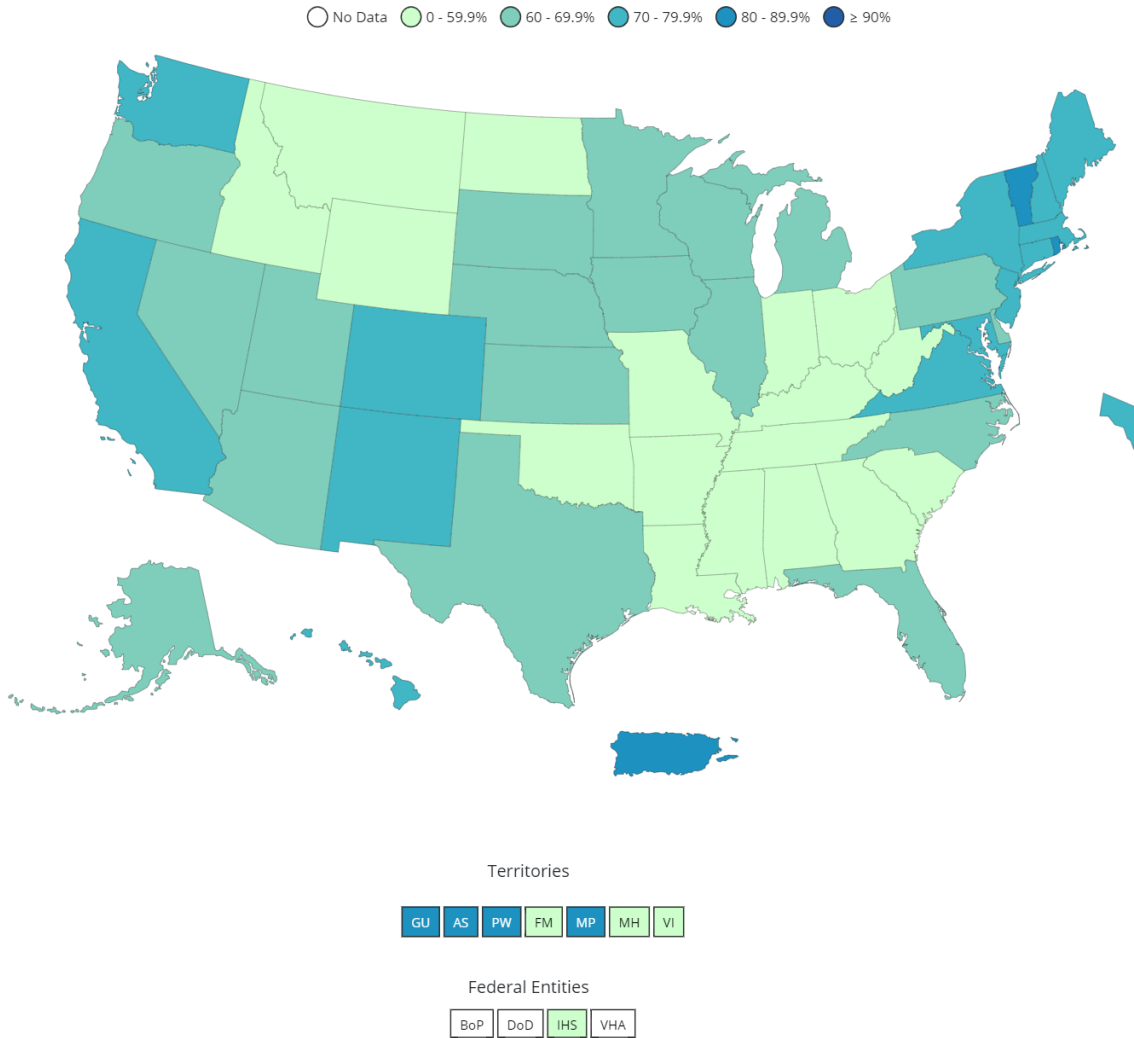 No Data 0 - 59.9% 60 - 69.9% 70 - 79.9% 80 - 89.9% ≥ 90%
Territories
GU AS PW FM MP MH VI
Federal Entities
BoP DoD IHS VHA